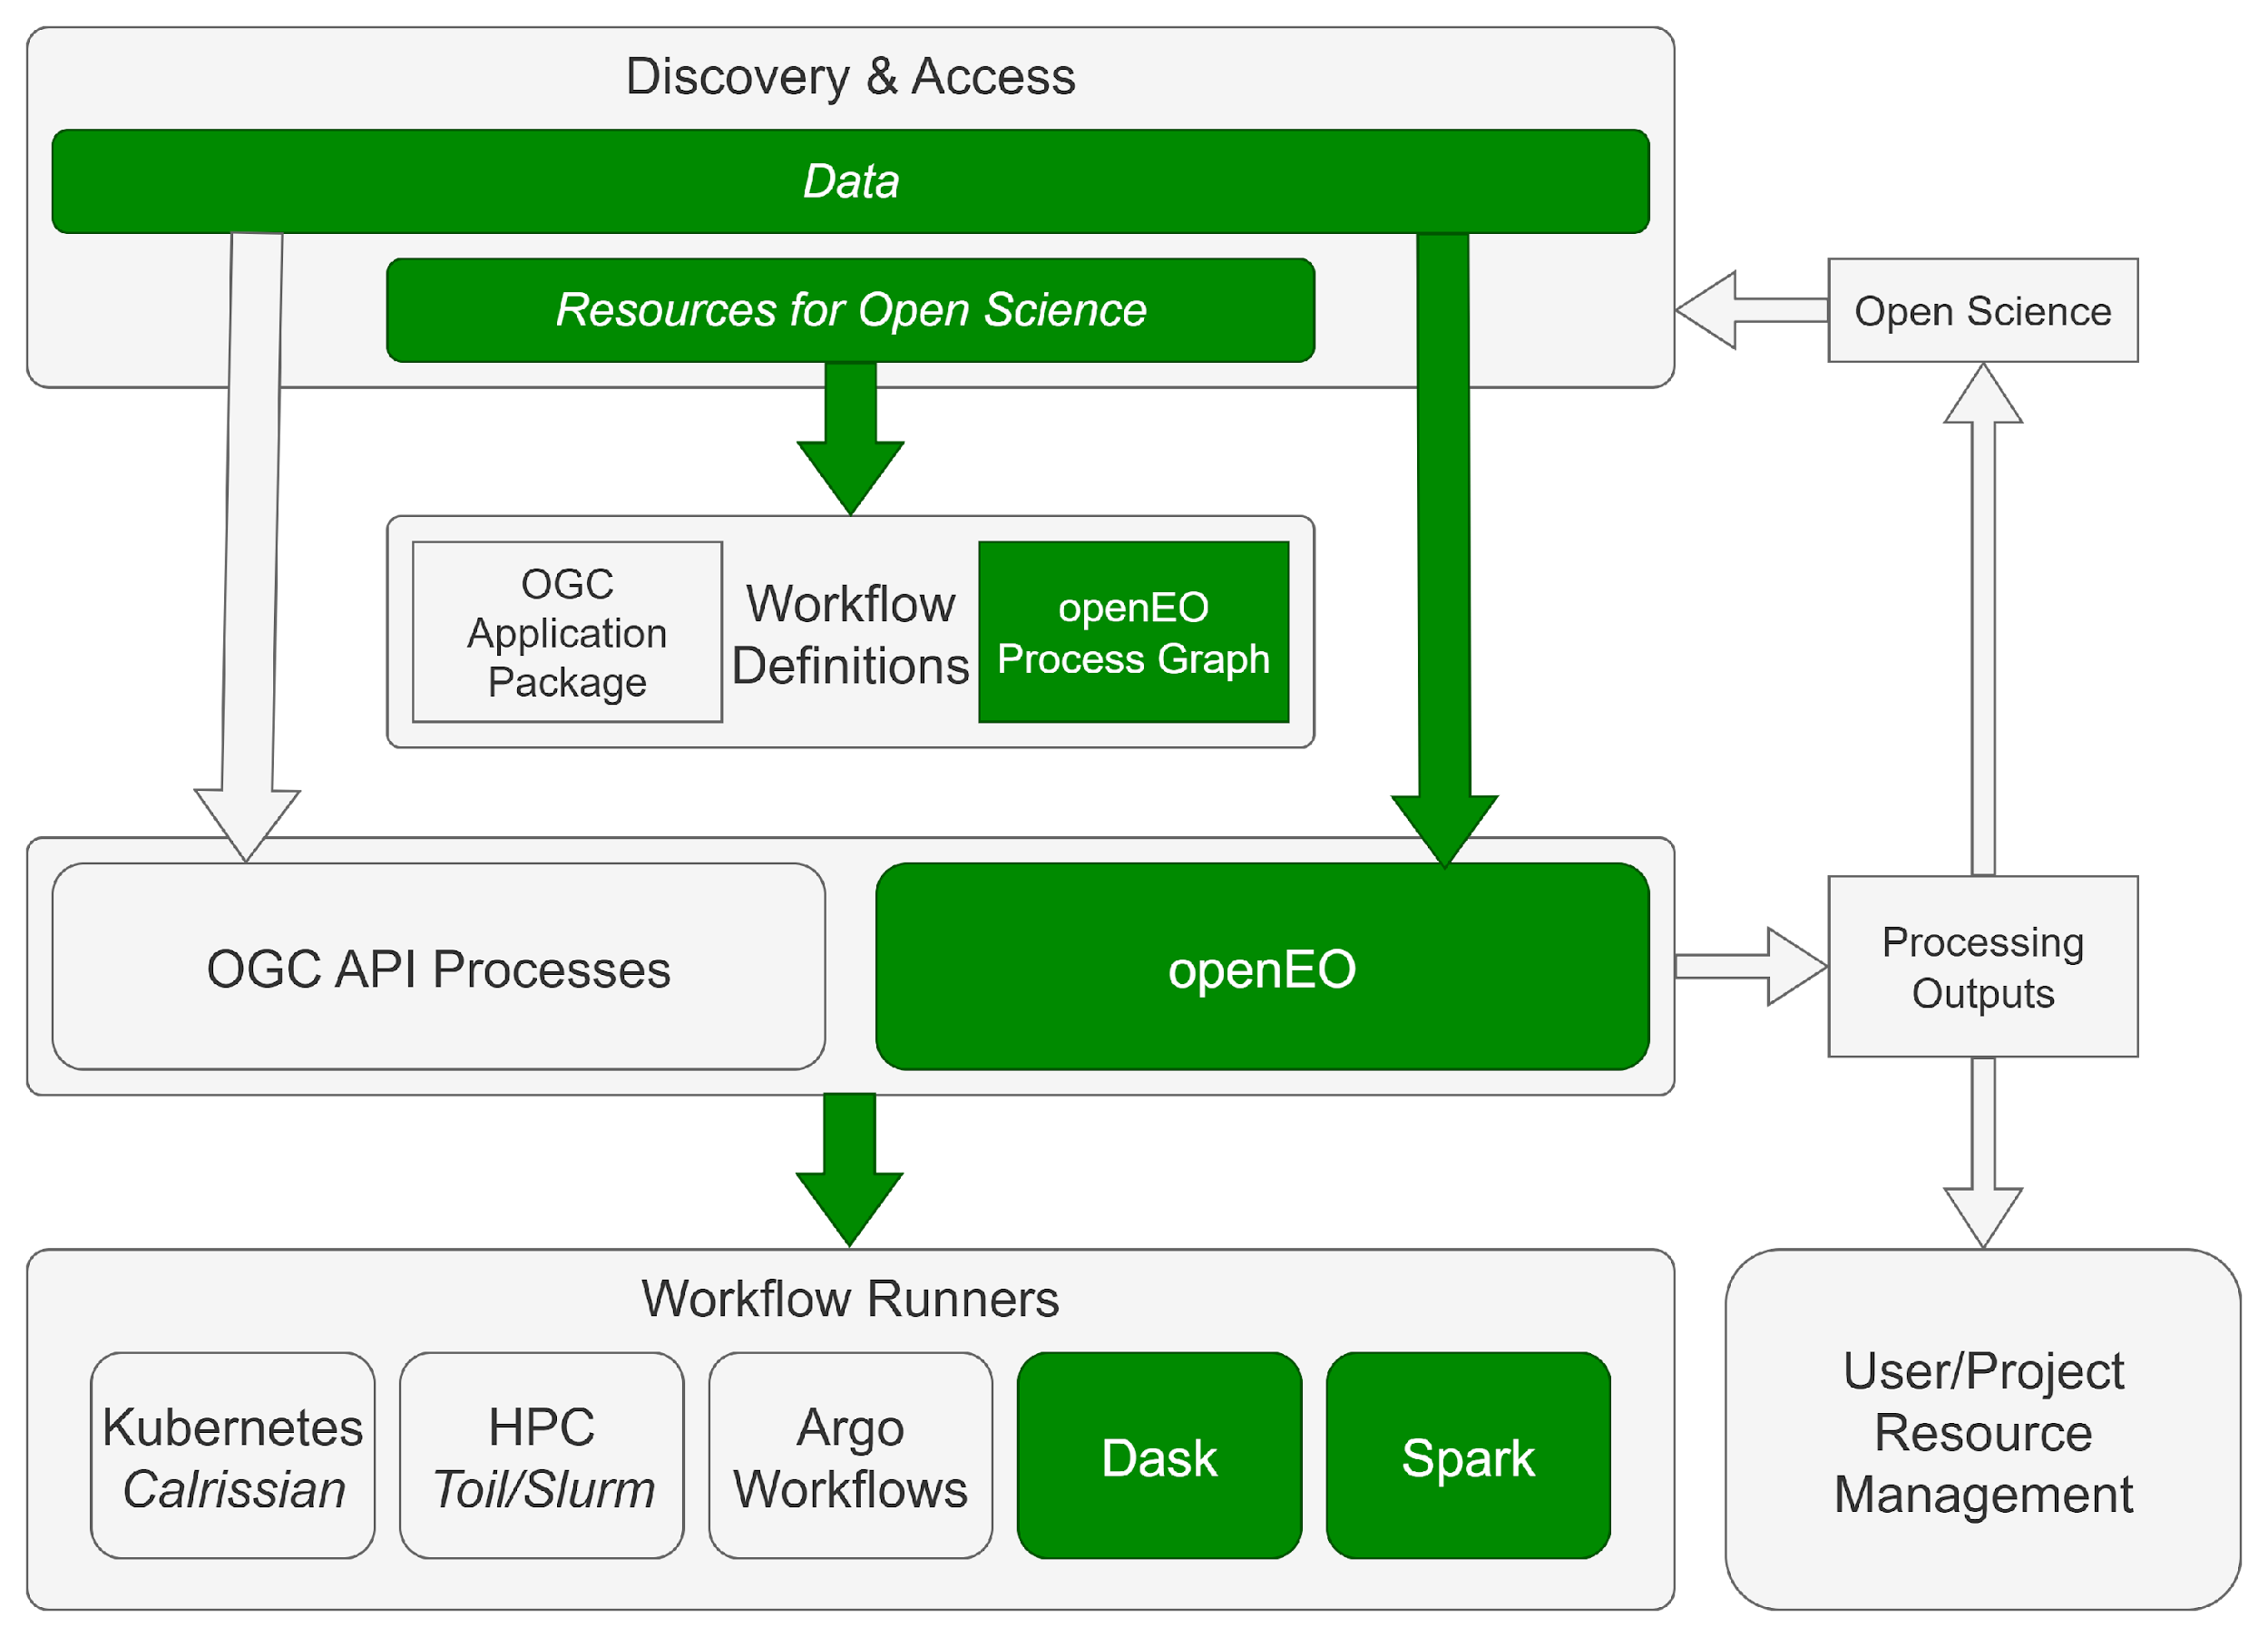 Discovery & Access
Data
Resources for Open Science
Open Science
OGC
Application
Package
Workflow
Definitions
openEO
Process Graph
OGC API Processes
openEO
Processing
Outputs
Workflow Runners
Kubernetes
Calrissian
HPC
Toil/Slurm
Argo
Workflows
Dask
Spark
User/Project
Resource
Management